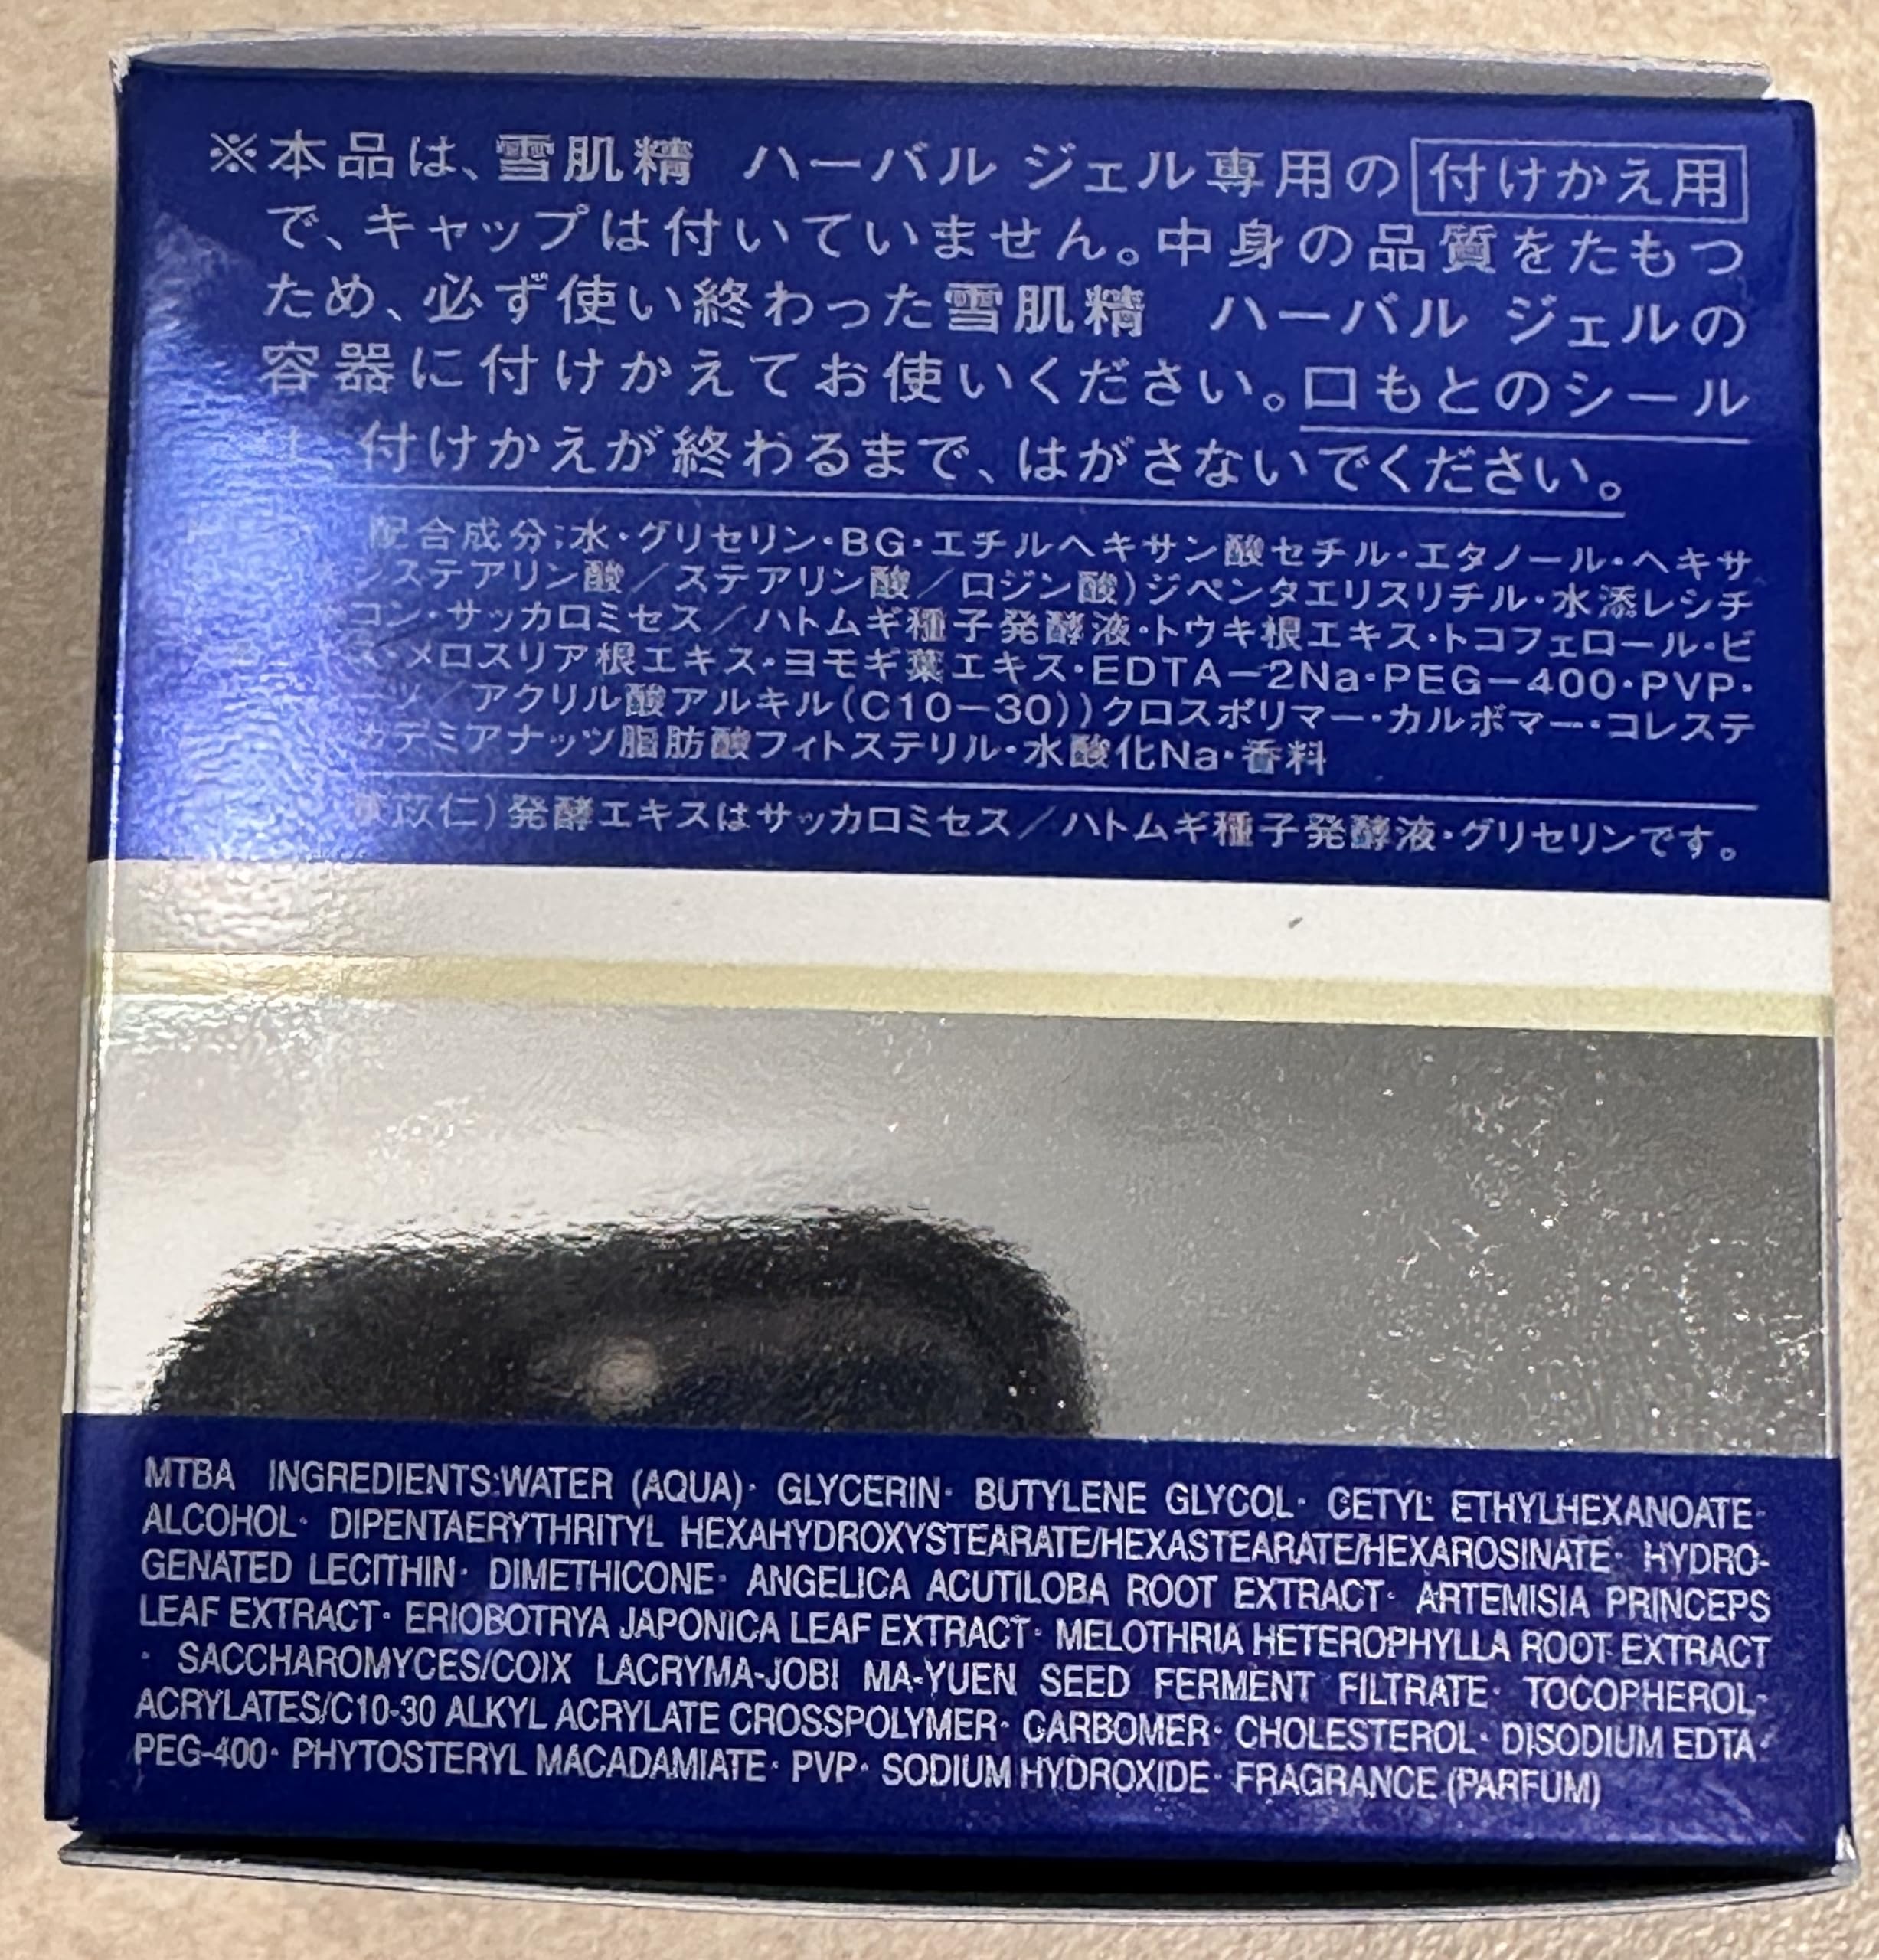 ※本品は、雪肌精 ハーバル ジェル専用の 付けかえ用
で、キャップは付いていません。中身の品質をたもつ
ため、必ず使い終わった雪肌精 ハーバル ジェルの
容器に付けかえてお使いください。口もとのシール
付けかえが終わるまで、はがさないでください。
配合成分:水・グリセリン・BG・エチルヘキサン酸セチル・エタノール・ヘキサ
ステアリン酸/ステアリン酸/ロジン酸)ジペンタエリスリチル・水添レシチ
コン・サッカロミセス/ハトムギ種子発酵液・トウキ根エキス・トコフェロール・ビ
ス・メロスリア根エキス・ヨモギ葉エキス・EDTA-2Na・PEG-400・PVP・
/アクリル酸アルキル(C10-30))クロスポリマー・カルボマー・コレステ
カデミアナッツ脂肪酸フィトステリル・水酸化Na・香料
苡仁)発酵エキスはサッカロミセス/ハトムギ種子発酵液・グリセリンです。
MTBA INGREDIENTS:WATER (AQUA)· GLYCERIN· BUTYLENE GLYCOL· CETYL ETHYLHEXANOATE·
ALCOHOL· DIPENTAERYTHRITYL HEXAHYDROXYSTEARATE/HEXASTEARATE/HEXAROSINATE· HYDRO-
GENATED LECITHIN· DIMETHICONE· ANGELICA ACUTILOBA ROOT EXTRACT· ARTEMISIA PRINCEPS
LEAF EXTRACT· ERIOBOTRYA JAPONICA LEAF EXTRACT· MELOTHRIA HETEROPHYLLA ROOT EXTRACT
· SACCHAROMYCES/COIX LACRYMA-JOBI MA-YUEN SEED FERMENT FILTRATE· TOCOPHEROL·
ACRYLATES/C10-30 ALKYL ACRYLATE CROSSPOLYMER· CARBOMER· CHOLESTEROL· DISODIUM EDTA·
PEG-400· PHYTOSTERYL MACADAMIATE· PVP· SODIUM HYDROXIDE· FRAGRANCE (PARFUM)